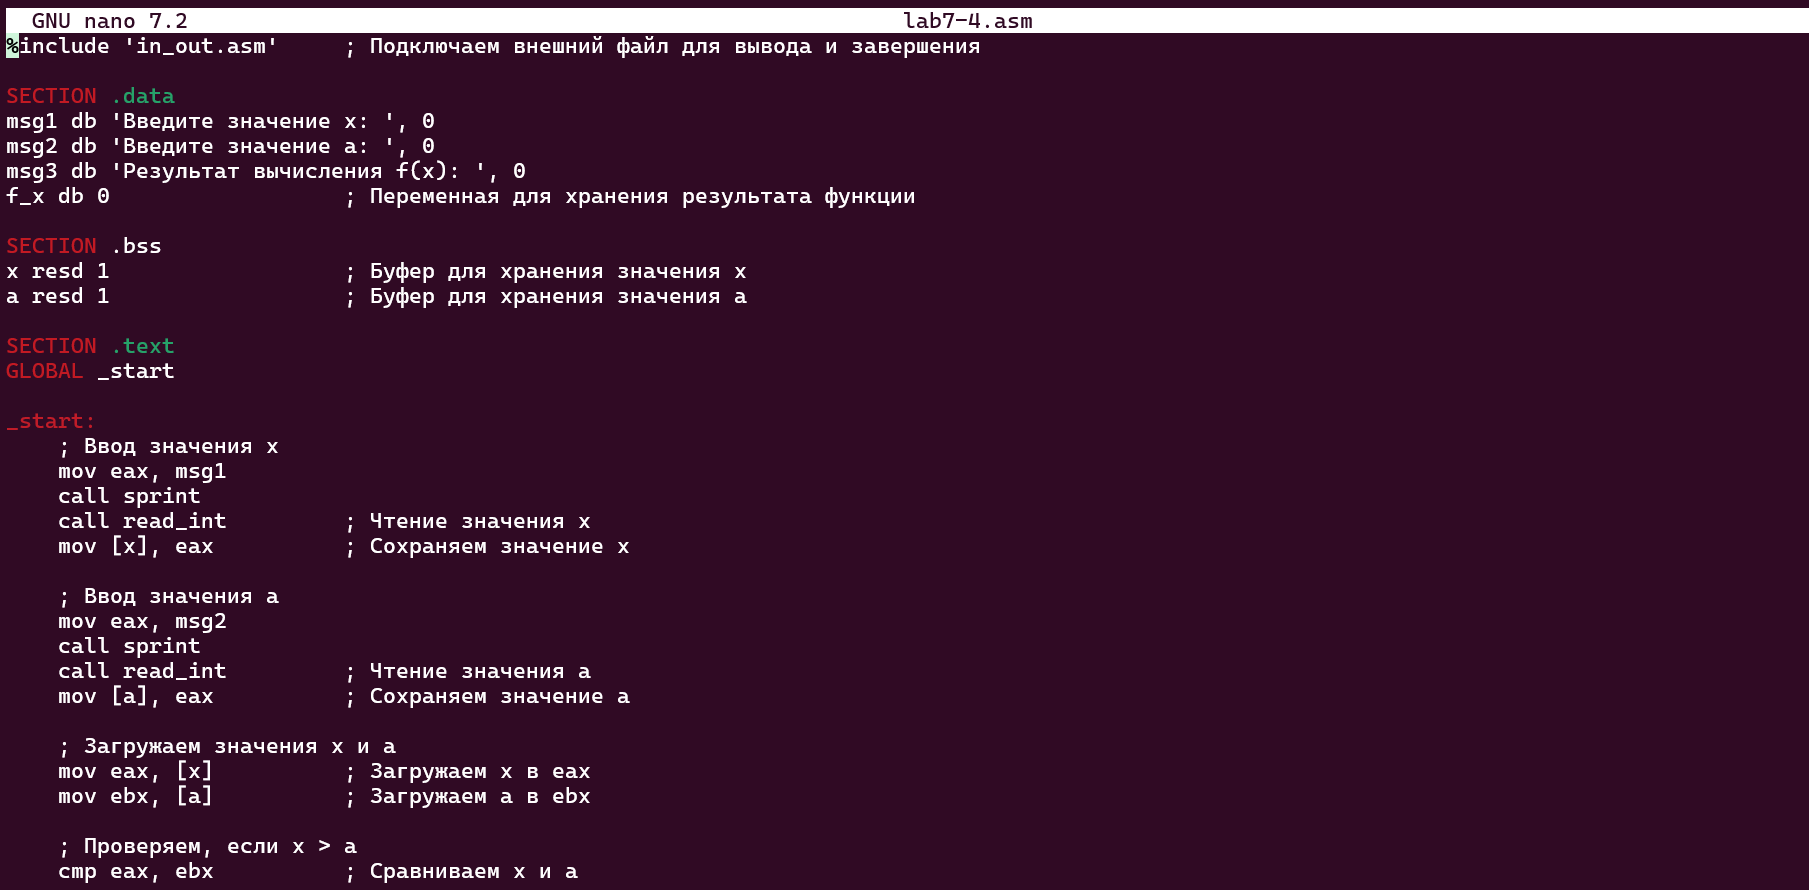 GNU nano 7.2 lab7-4.asm
%include 'in_out.asm' ; Подключаем внешний файл для вывода и завершения
SECTION .data
msg1 db 'Введите значение x: ', 0
msg2 db 'Введите значение a: ', 0
msg3 db 'Результат вычисления f(x): ', 0
f_x db 0 ; Переменная для хранения результата функции
SECTION .bss
x resd 1 ; Буфер для хранения значения x
a resd 1 ; Буфер для хранения значения a
SECTION .text
GLOBAL _start
_start:
; Ввод значения x
mov eax, msg1
call sprint
call read_int ; Чтение значения x
mov [x], eax ; Сохраняем значение x
; Ввод значения a
mov eax, msg2
call sprint
call read_int ; Чтение значения a
mov [a], eax ; Сохраняем значение a
; Загружаем значения x и a
mov eax, [x] ; Загружаем x в eax
mov ebx, [a] ; Загружаем a в ebx
; Проверяем, если x > a
cmp eax, ebx ; Сравниваем x и a